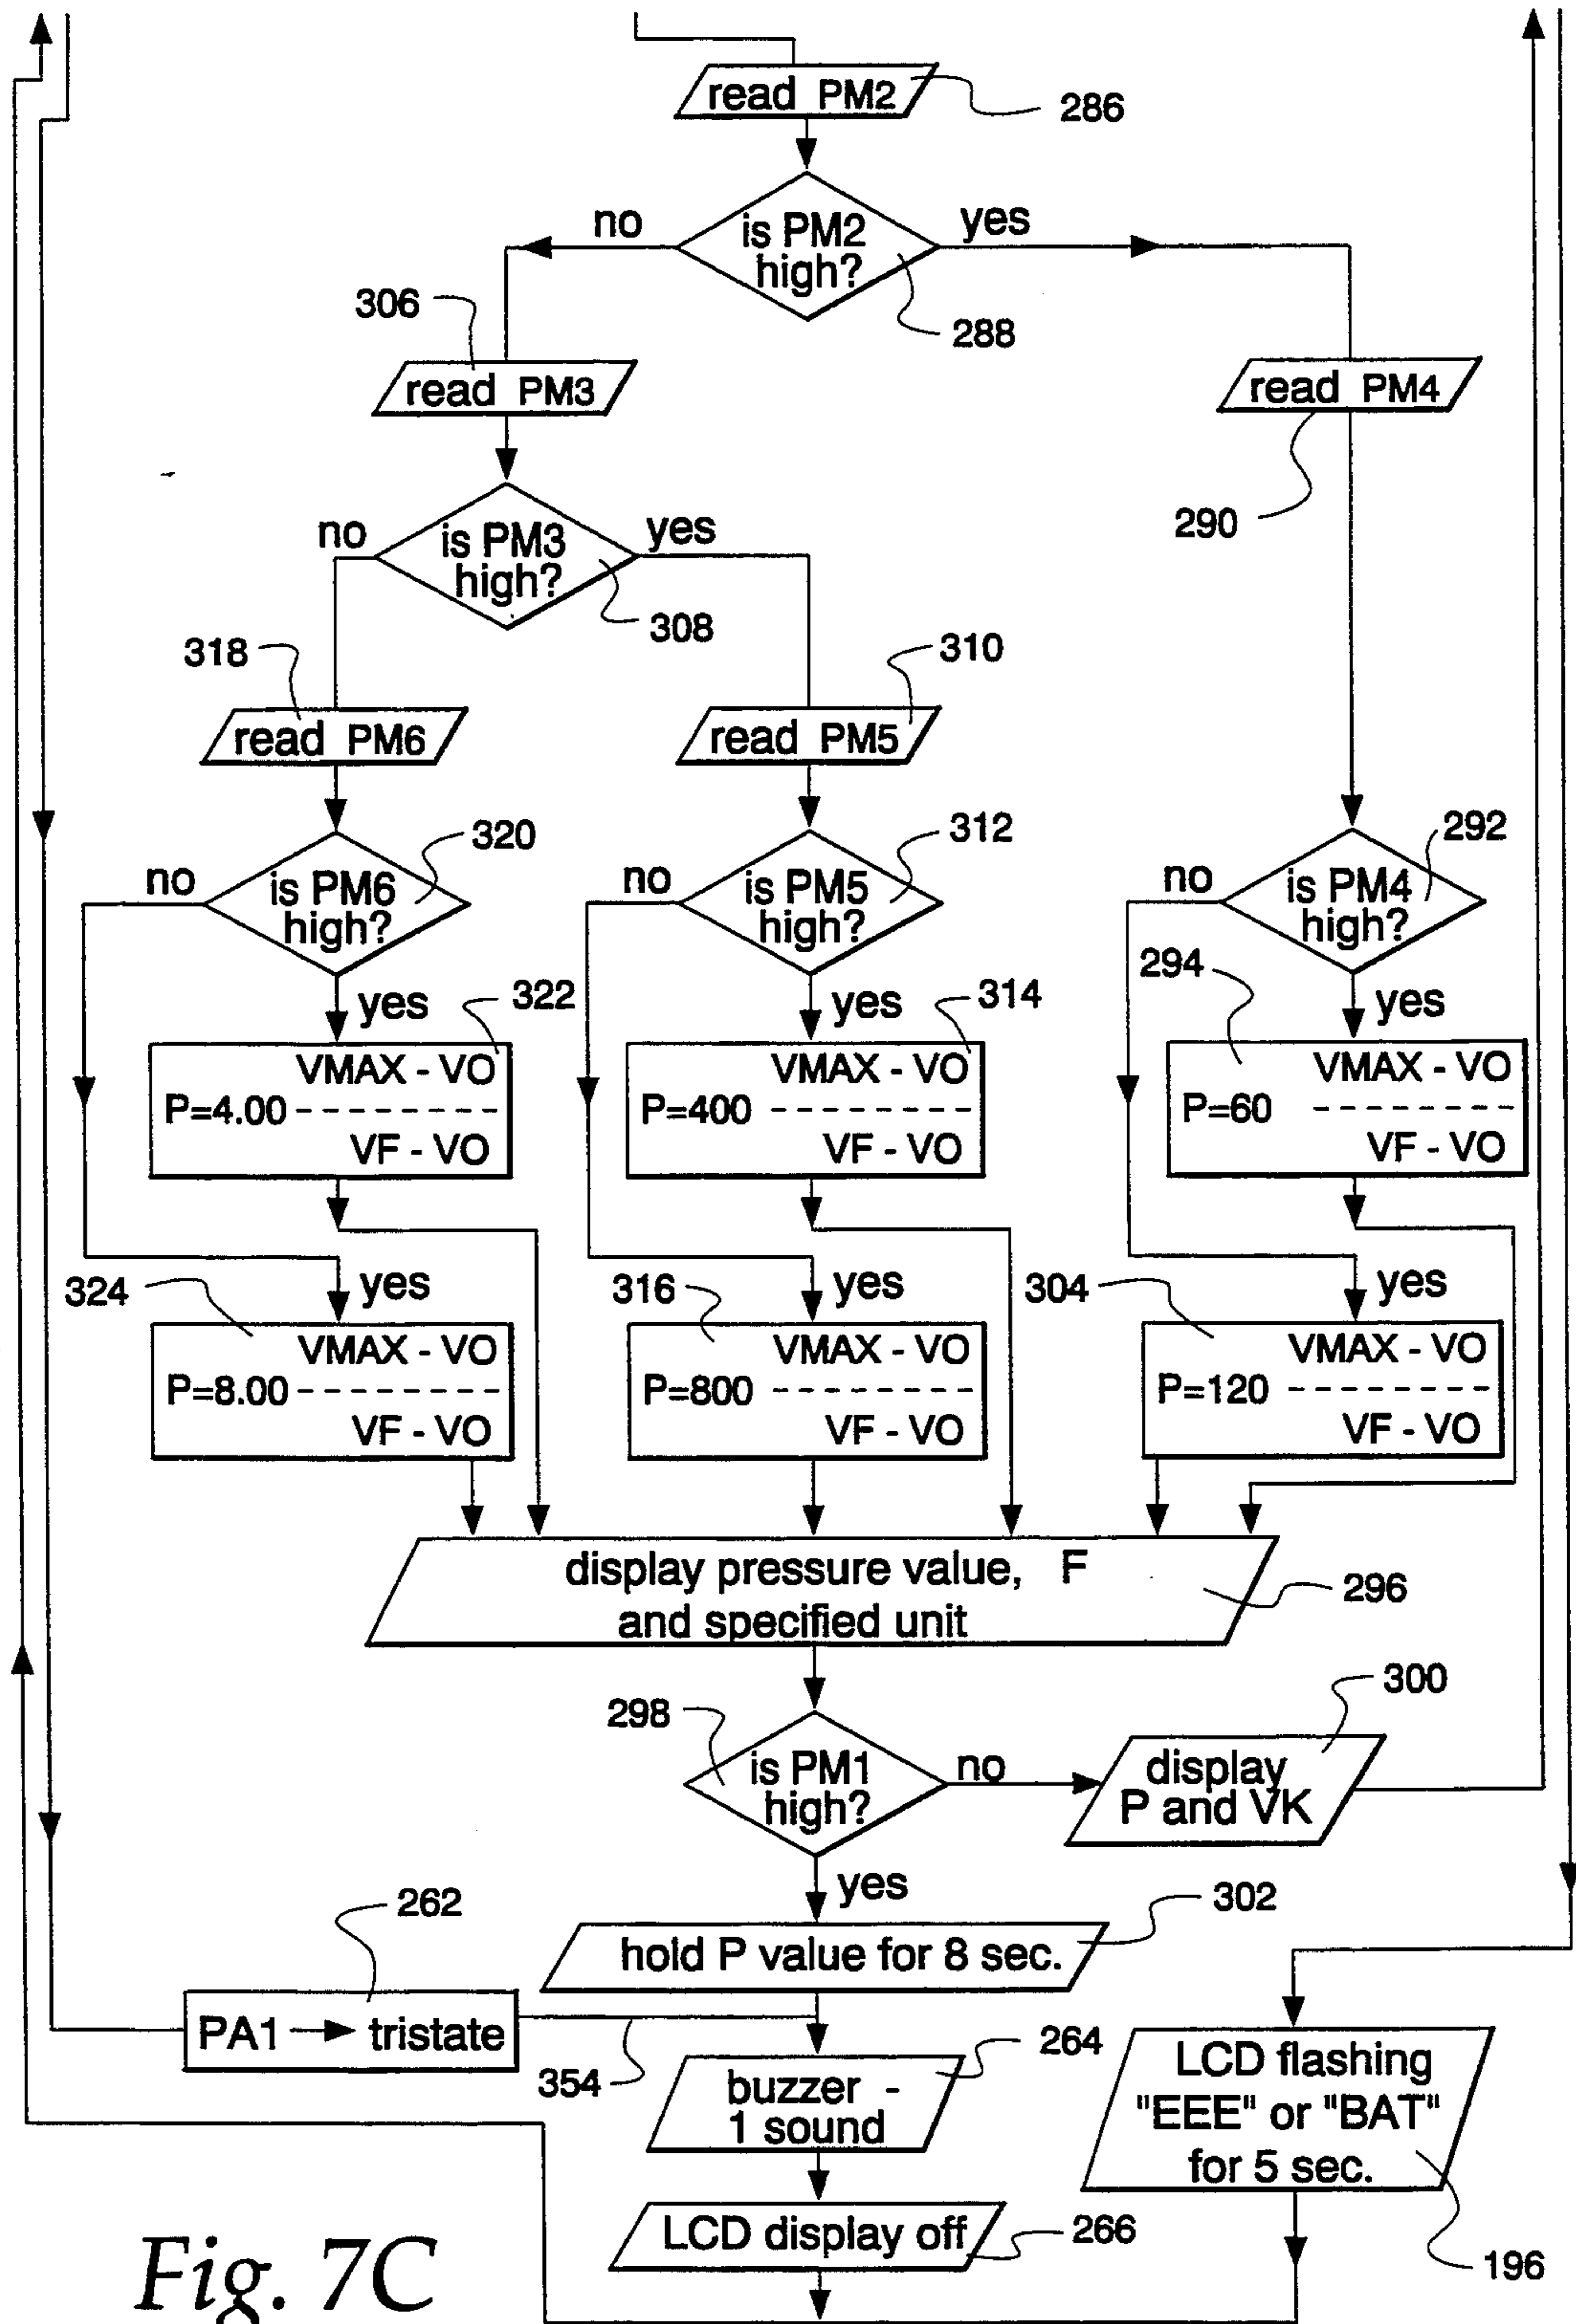 read PM2
286
no
is PM2
high?
yes
288
306
read PM3
read PM4
290
no
is PM3
high?
yes
308
318
310
read PM6
read PM5
320
312
292
no
is PM6
high?
no
is PM5
high?
no
is PM4
high?
294
yes
322
yes
314
yes
VMAX - VO
P=4.00 - - - - - - - - -
VF - VO
VMAX - VO
P=400 - - - - - - - - -
VF - VO
VMAX - VO
P=60 - - - - - - - - -
VF - VO
324
yes
316
yes
304
yes
VMAX - VO
P=8.00 - - - - - - - - -
VF - VO
VMAX - VO
P=800 - - - - - - - - -
VF - VO
VMAX - VO
P=120 - - - - - - - - -
VF - VO
display pressure value, F
and specified unit
296
298
300
is PM1
high?
no
display
P and VK
yes
262
302
hold P value for 8 sec.
PA1 → tristate
354
264
buzzer -
1 sound
LCD flashing
"EEE" or "BAT"
for 5 sec.
LCD display off
266
196
Fig. 7C